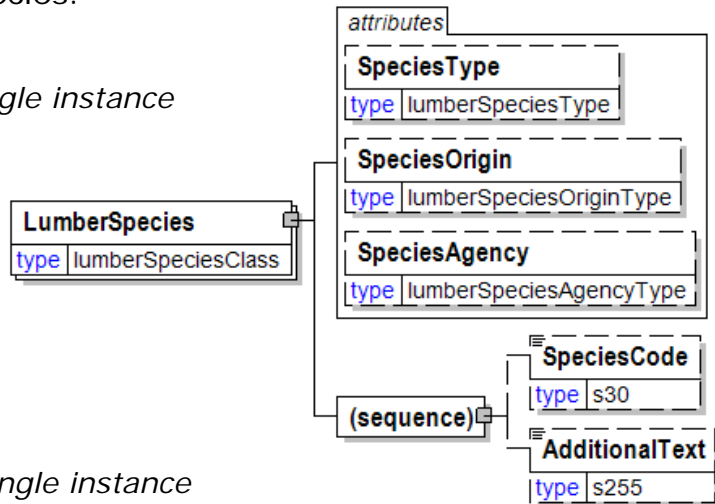 attributes
SpeciesType
type lumberSpeciesType
gle instance
SpeciesOrigin
type lumberSpeciesOriginType
LumberSpecies
type lumberSpeciesClass
SpeciesAgency
type lumberSpeciesAgencyType
SpeciesCode
type s30
(sequence)
AdditionalText
type s255
ngle instance